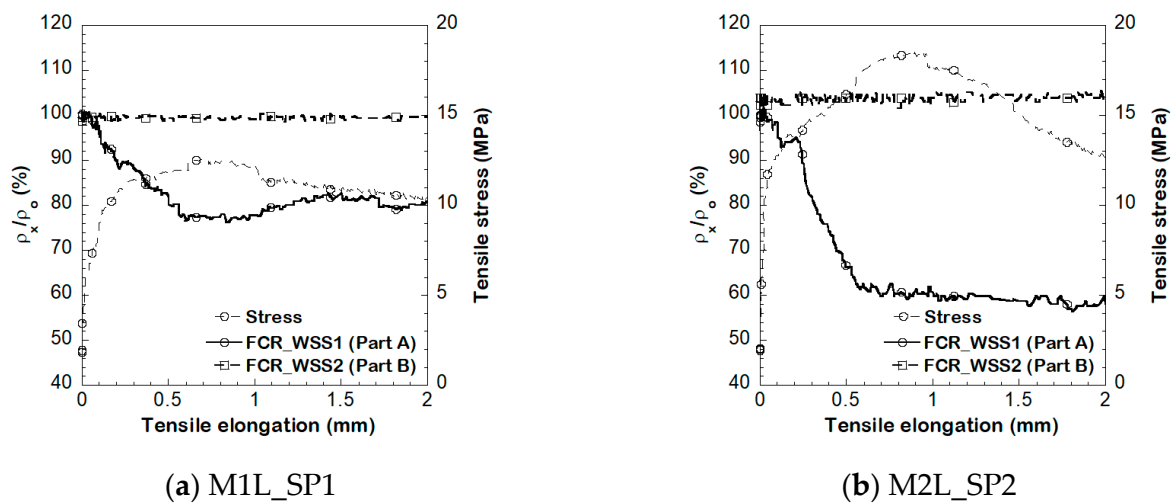 120
110
100
90
80
70
60
50
40
ρx/ρo (%)
20
15
10
5
0
Tensile stress (MPa)
Stress
FCR_WSS1 (Part A)
FCR_WSS2 (Part B)
0 0.5 1 1.5 2
Tensile elongation (mm)
(a) M1L_SP1
120
110
100
90
80
70
60
50
40
ρx/ρo (%)
20
15
10
5
0
Tensile stress (MPa)
Stress
FCR_WSS1 (Part A)
FCR_WSS2 (Part B)
0 0.5 1 1.5 2
Tensile elongation (mm)
(b) M2L_SP2